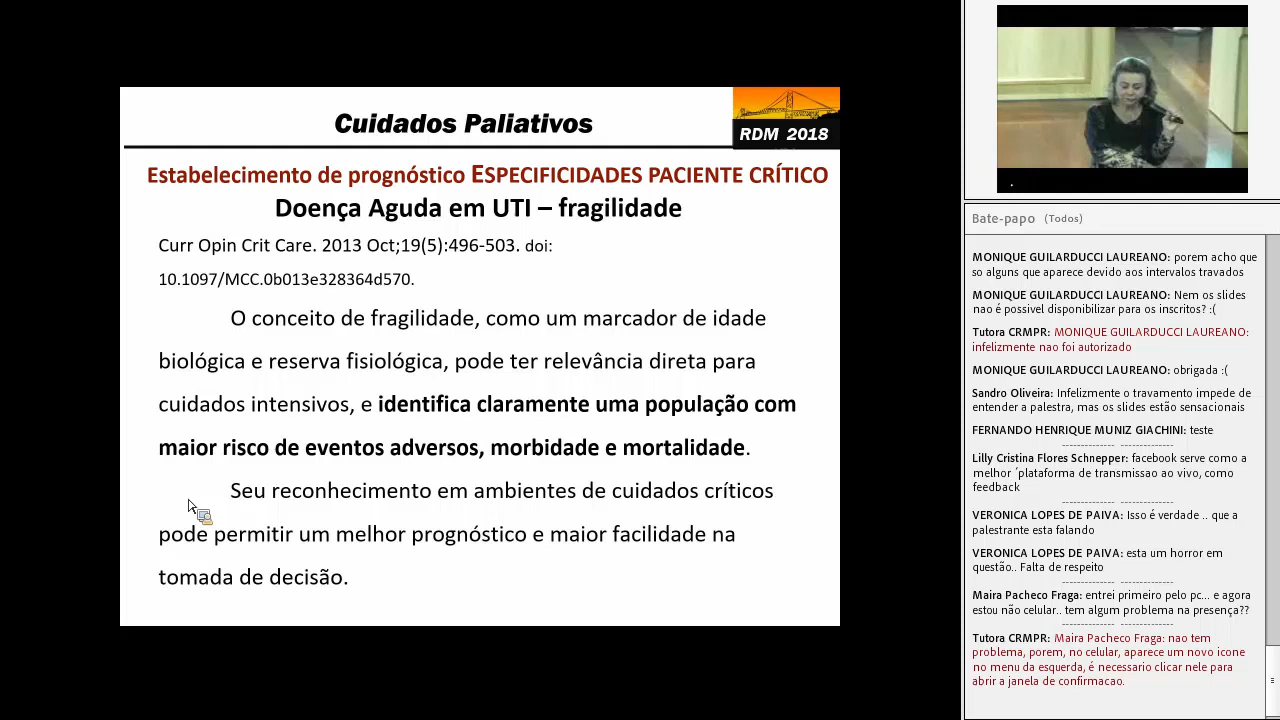 Cuidados Paliativos
RDM 2018
Estabelecimento de prognóstico ESPECIFICIDADES PACIENTE CRÍTICO
Doença Aguda em UTI – fragilidade
Curr Opin Crit Care. 2013 Oct;19(5):496-503. doi:
10.1097/MCC.0b013e328364d570.
O conceito de fragilidade, como um marcador de idade
biológica e reserva fisiológica, pode ter relevância direta para
cuidados intensivos, e identifica claramente uma população com
maior risco de eventos adversos, morbidade e mortalidade.
Seu reconhecimento em ambientes de cuidados críticos
pode permitir um melhor prognóstico e maior facilidade na
tomada de decisão.
Bate-papo (Todos)
MONIQUE GUILARDUCCI LAUREANO: porem acho que
so alguns que aparece devido aos intervalos travados
MONIQUE GUILARDUCCI LAUREANO: Nem os slides
nao é possivel disponibilizar para os inscritos? :(
Tutora CRMPR: MONIQUE GUILARDUCCI LAUREANO:
infelizmente nao foi autorizado
MONIQUE GUILARDUCCI LAUREANO: obrigada :(
Sandro Oliveira: Infelizmente o travamento impede de
entender a palestra, mas os slides estão sensacionais
FERNANDO HENRIQUE MUNIZ GIACHINI: teste
-------------- --------------
Lilly Cristina Flores Schnepper: facebook serve como a
melhor ´plataforma de transmissao ao vivo, como
feedback
-------------- --------------
VERONICA LOPES DE PAIVA: Isso é verdade .. que a
palestrante esta falando
VERONICA LOPES DE PAIVA: esta um horror em
questão.. Falta de respeito
-------------- --------------
Maira Pacheco Fraga: entrei primeiro pelo pc... e agora
estou não celular.. tem algum problema na presença??
-------------- --------------
Tutora CRMPR: Maira Pacheco Fraga: nao tem
problema, porem, no celular, aparece um novo icone
no menu da esquerda, é necessario clicar nele para
abrir a janela de confirmacao.